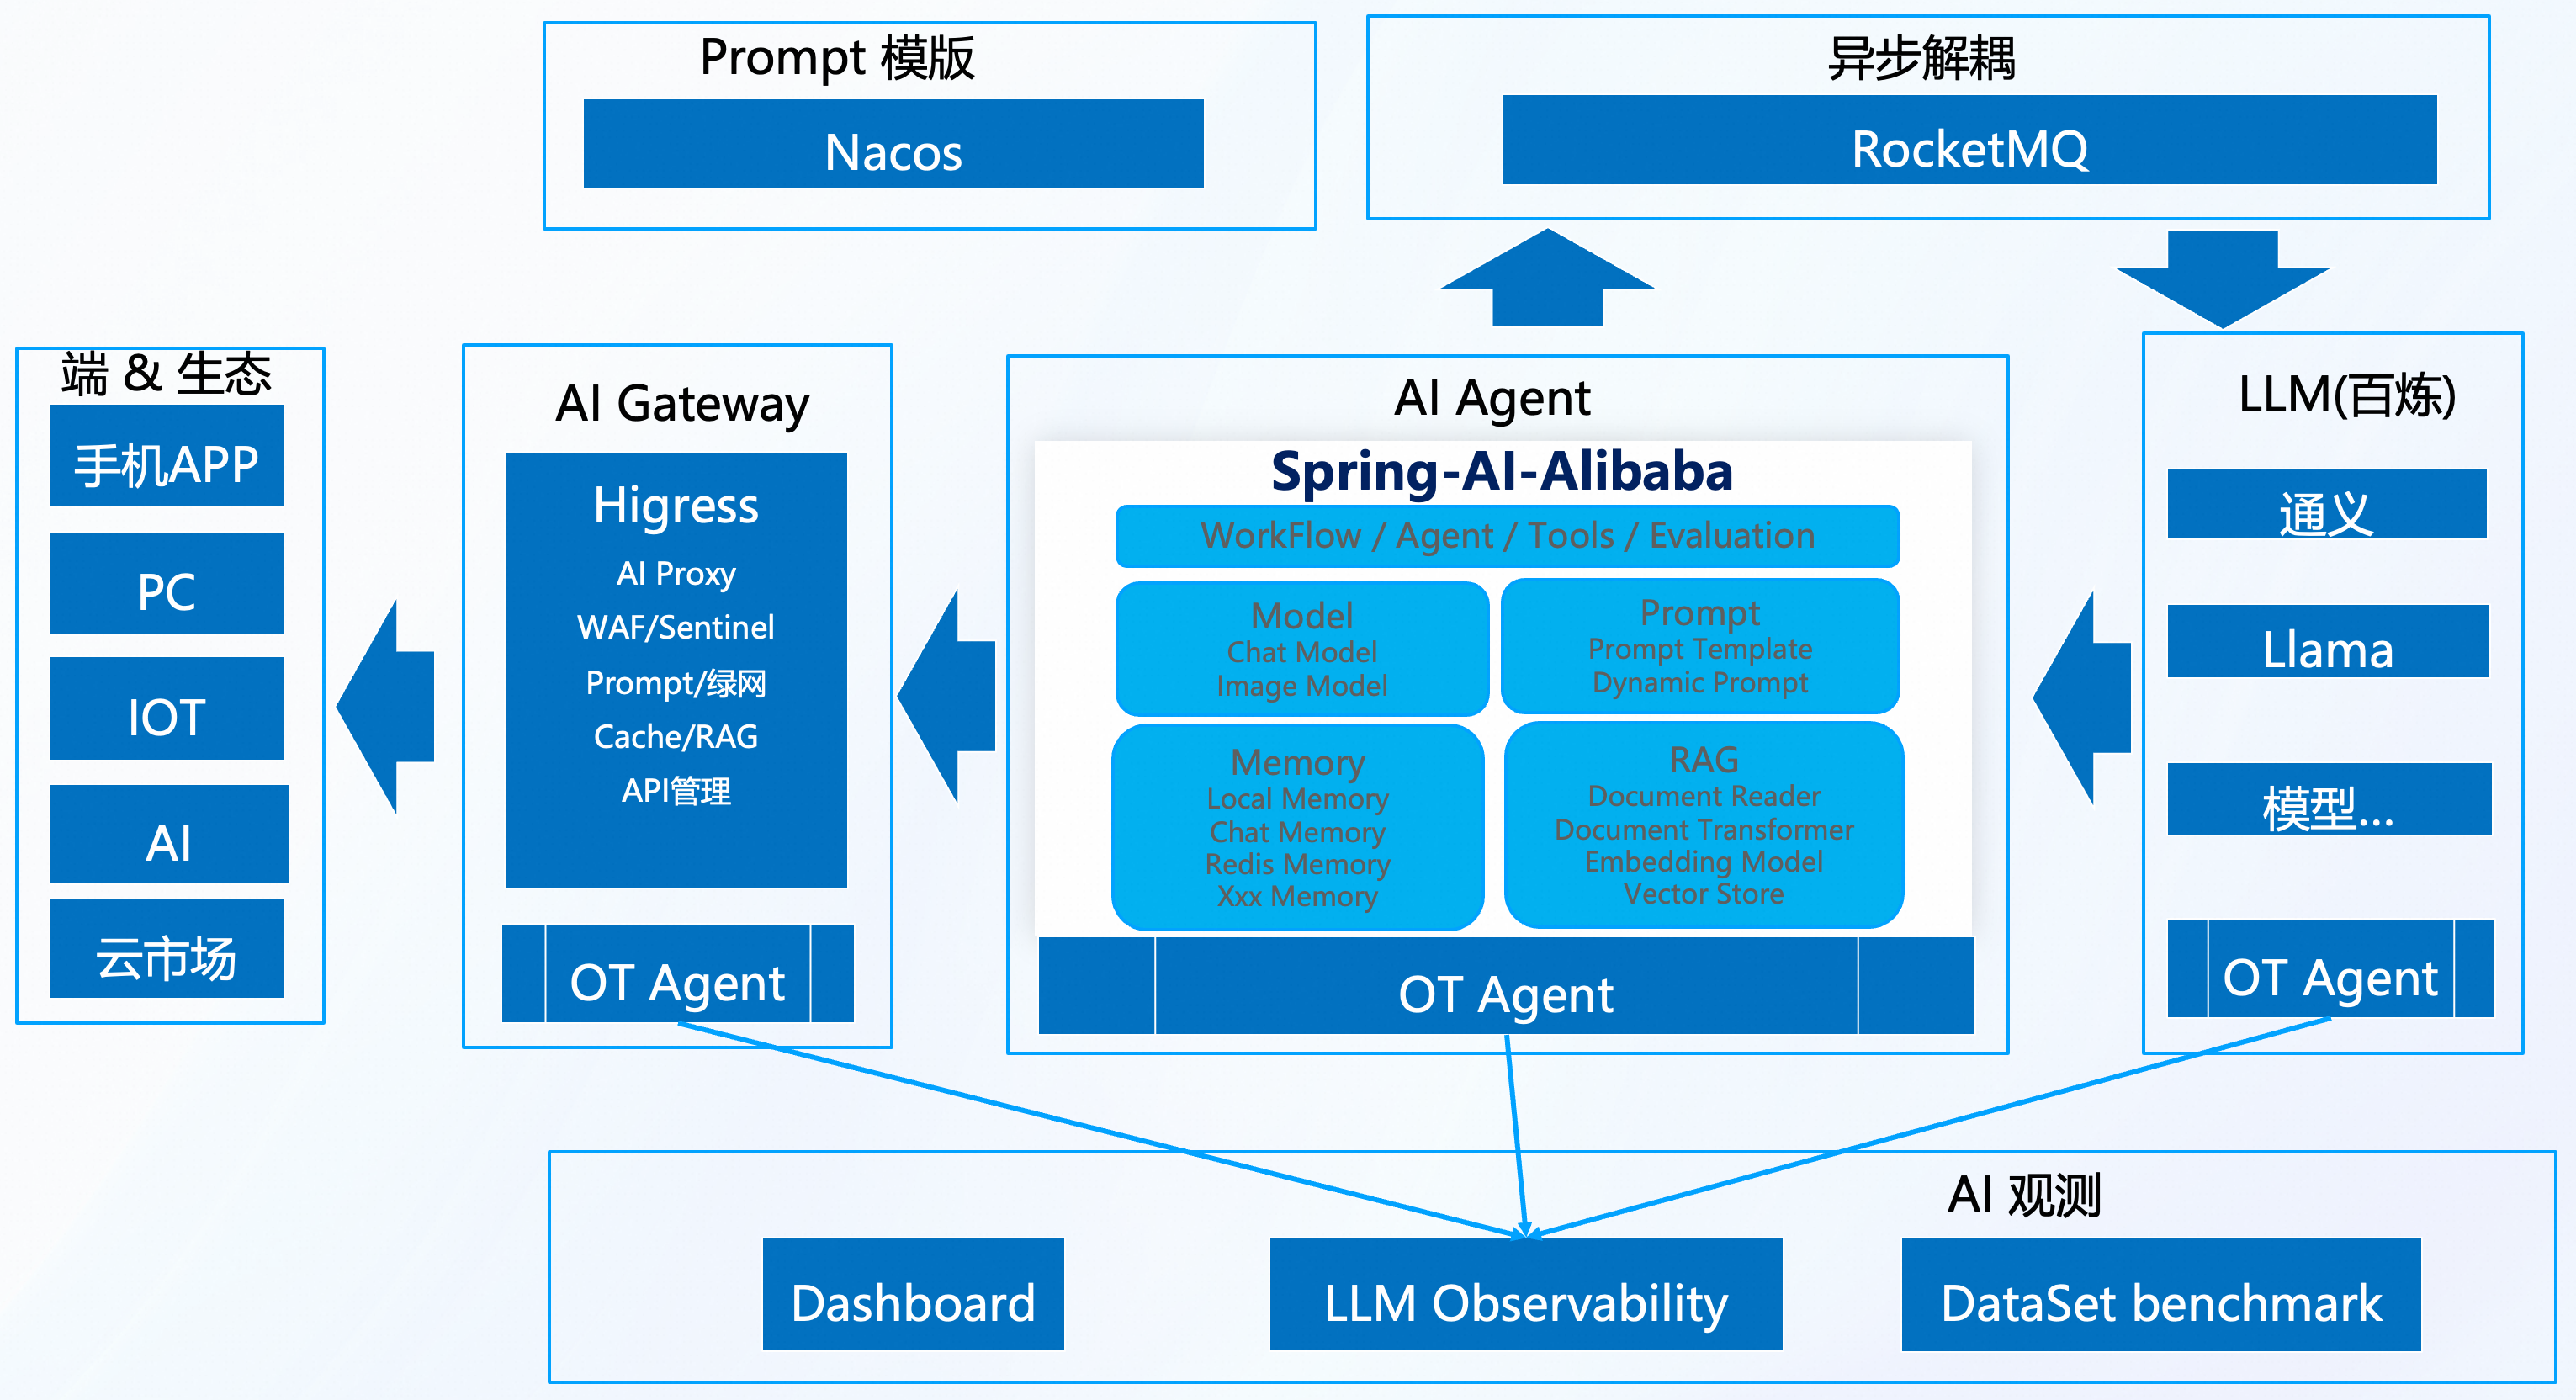 Prompt 模版
Nacos
异步解耦
RocketMQ
端 & 生态
手机APP
PC
IOT
AI
云市场
AI Gateway
Higress
AI Proxy
WAF/Sentinel
Prompt/绿网
Cache/RAG
API管理
OT Agent
AI Agent
Spring-AI-Alibaba
WorkFlow / Agent / Tools / Evaluation
Model
Chat Model
Image Model
Prompt
Prompt Template
Dynamic Prompt
Memory
Local Memory
Chat Memory
Redis Memory
Xxx Memory
RAG
Document Reader
Document Transformer
Embedding Model
Vector Store
OT Agent
LLM(百炼)
通义
Llama
模型...
OT Agent
AI 观测
Dashboard
LLM Observability
DataSet benchmark